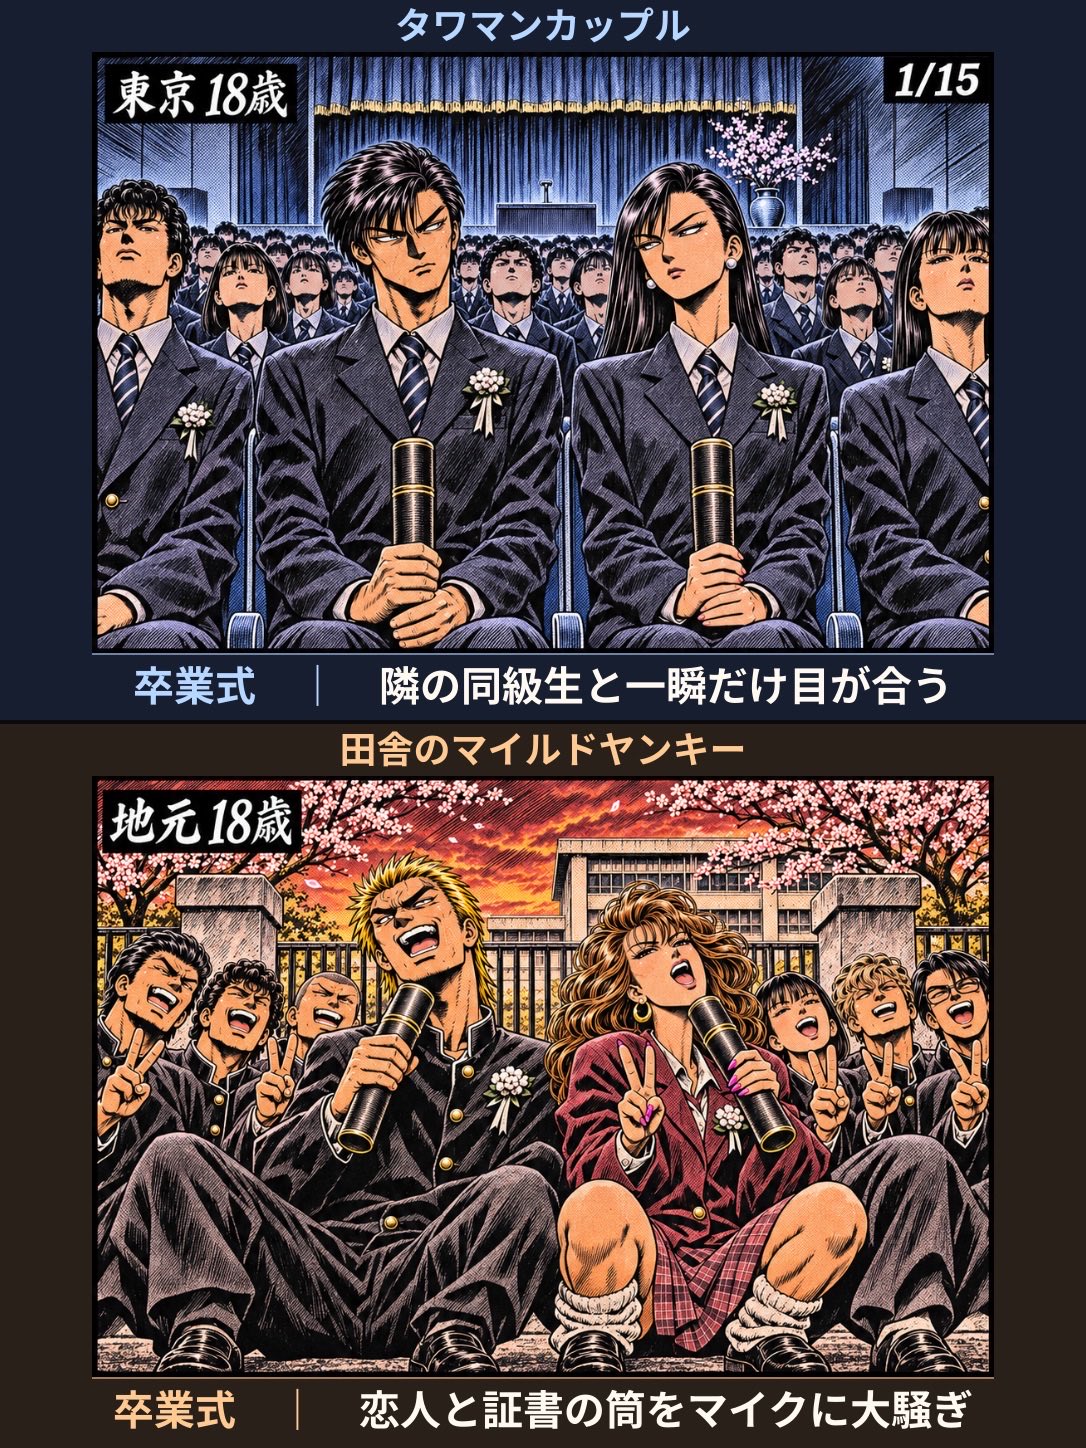 タワマンカップル
東京 18歳
1/15
卒業式 | 隣の同級生と一瞬だけ目が合う
田舎のマイルドヤンキー
地元 18歳
卒業式 | 恋人と証書の筒をマイクに大騒ぎ